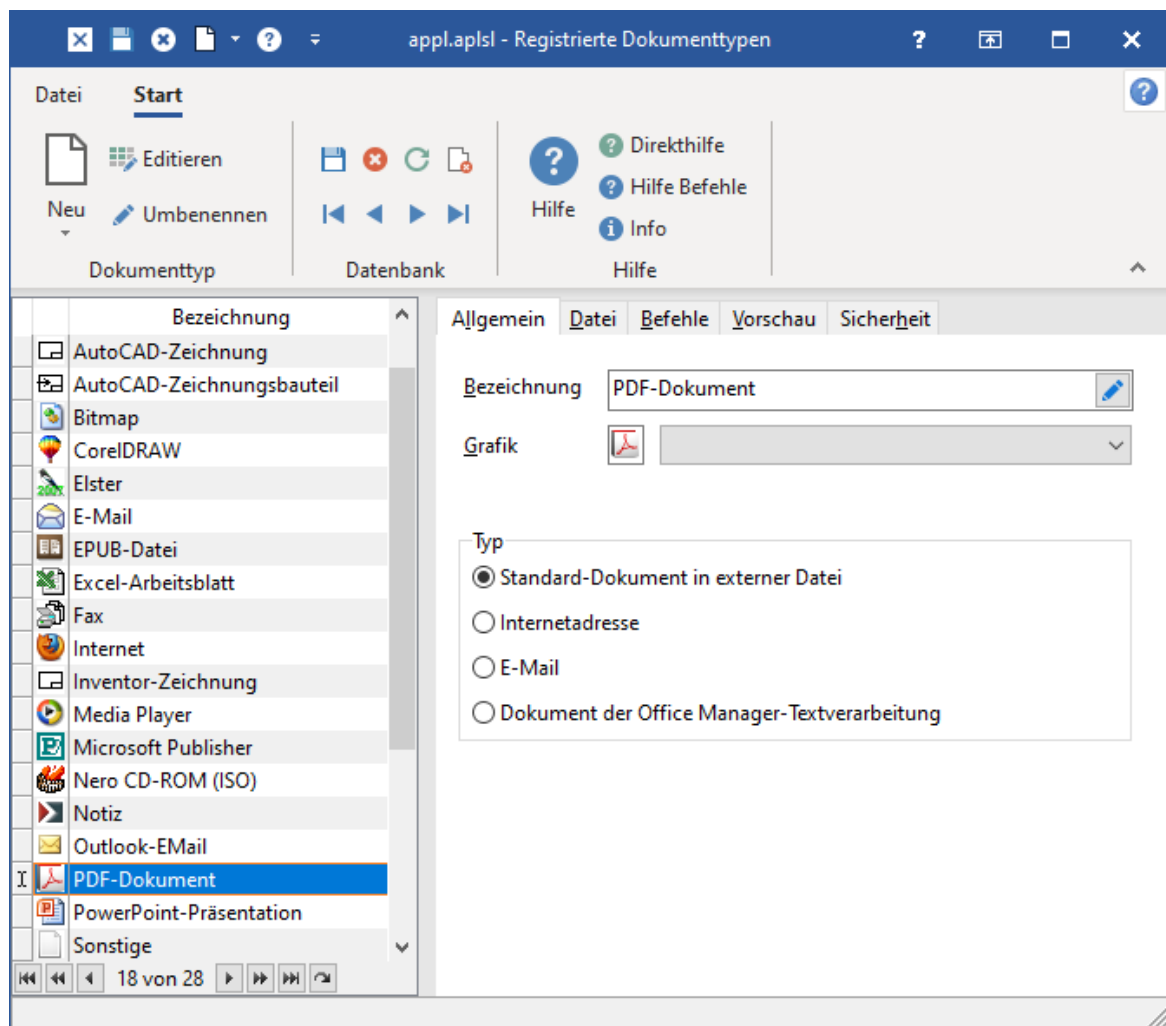 appl.aplsl - Registrierte Dokumenttypen
Datei Start
Neu
Editieren
Umbenennen
Dokumenttyp
Datenbank
Hilfe
Direkthilfe
Hilfe Befehle
Info
Hilfe
Bezeichnung
AutoCAD-Zeichnung
AutoCAD-Zeichnungsbauteil
Bitmap
CorelDRAW
Elster
E-Mail
EPUB-Datei
Excel-Arbeitsblatt
Fax
Internet
Inventor-Zeichnung
Media Player
Microsoft Publisher
Nero CD-ROM (ISO)
Notiz
Outlook-EMail
PDF-Dokument
PowerPoint-Präsentation
Sonstige
18 von 28
Allgemein Datei Befehle Vorschau Sicherheit
Bezeichnung PDF-Dokument
Grafik
Typ
Standard-Dokument in externer Datei
Internetadresse
E-Mail
Dokument der Office Manager-Textverarbeitung